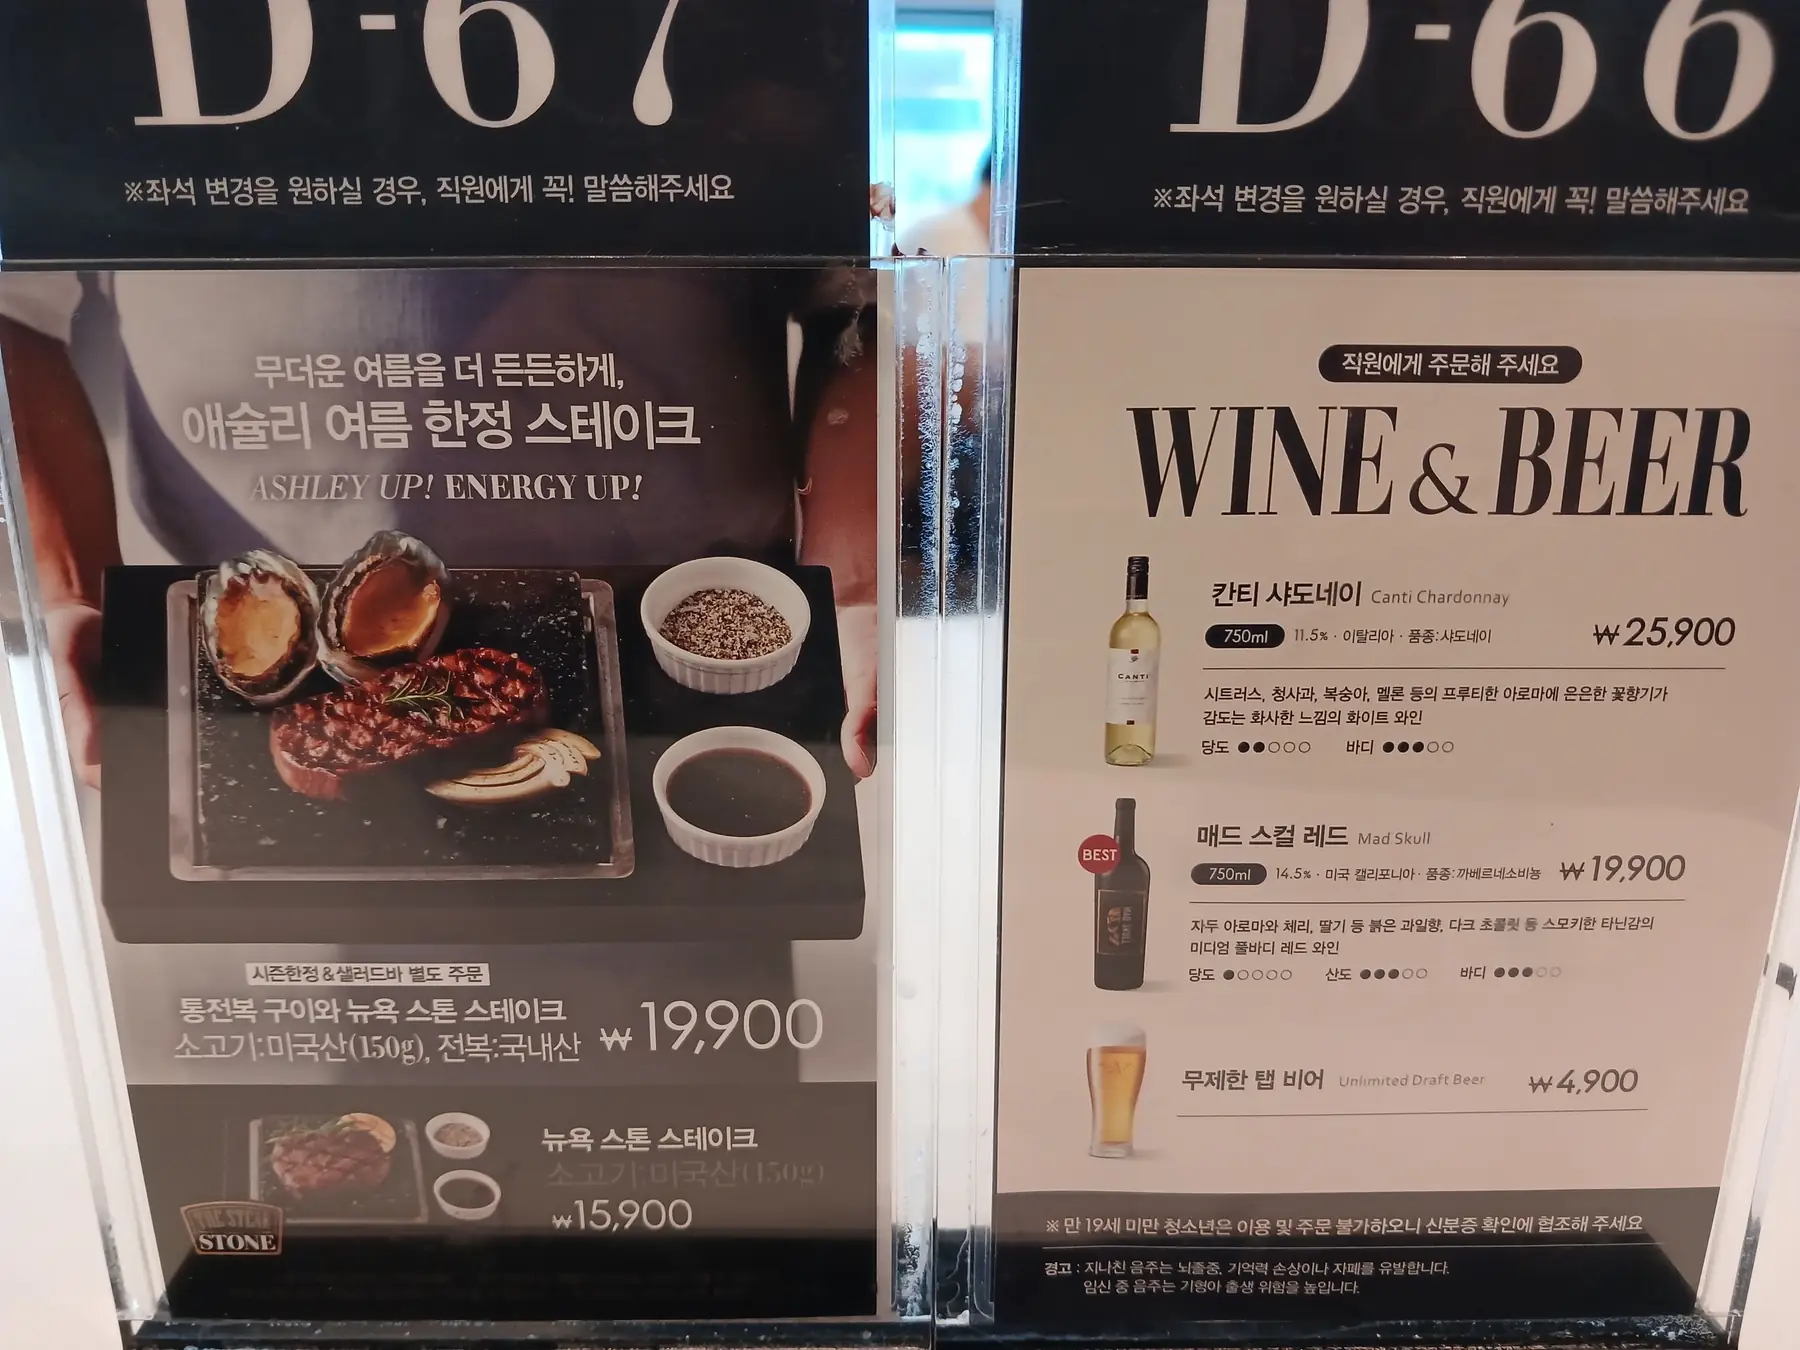 D-67
※좌석 변경을 원하실 경우, 직원에게 꼭! 말씀해주세요
무더운 여름을 더 든든하게,
애슐리 여름 한정 스테이크
ASHLEY UP! ENERGY UP!
시즌한정&샐러드바 별도 주문
통전복 구이와 뉴욕 스톤 스테이크
소고기:미국산(150g), 전복:국내산
₩19,900
뉴욕 스톤 스테이크
소고기:미국산(150g)
₩15,900
THE STEAK
STONE
D-66
※좌석 변경을 원하실 경우, 직원에게 꼭! 말씀해주세요
직원에게 주문해 주세요
WINE & BEER
칸티 샤도네이 Canti Chardonnay
750ml 11.5% · 이탈리아 · 품종:샤도네이 ₩25,900
시트러스, 청사과, 복숭아, 멜론 등의 프루티한 아로마에 은은한 꽃향기가
감도는 화사한 느낌의 화이트 와인
당도 ●●○○○ 바디 ●●●○○
CANTI
매드 스컬 레드 Mad Skull
BEST
750ml 14.5% · 미국 캘리포니아 · 품종:까베르네소비뇽 ₩19,900
자두 아로마와 체리, 딸기 등 붉은 과일향, 다크 초콜릿 등 스모키한 타닌감의
미디엄 풀바디 레드 와인
당도 ●○○○○ 산도 ●●●○○ 바디 ●●●○○
MAD SKULL
무제한 탭 비어 Unlimited Draft Beer ₩4,900
※ 만 19세 미만 청소년은 이용 및 주문 불가하오니 신분증 확인에 협조해 주세요
경고 : 지나친 음주는 뇌졸중, 기억력 손상이나 치매를 유발합니다.
임신 중 음주는 기형아 출생 위험을 높입니다.